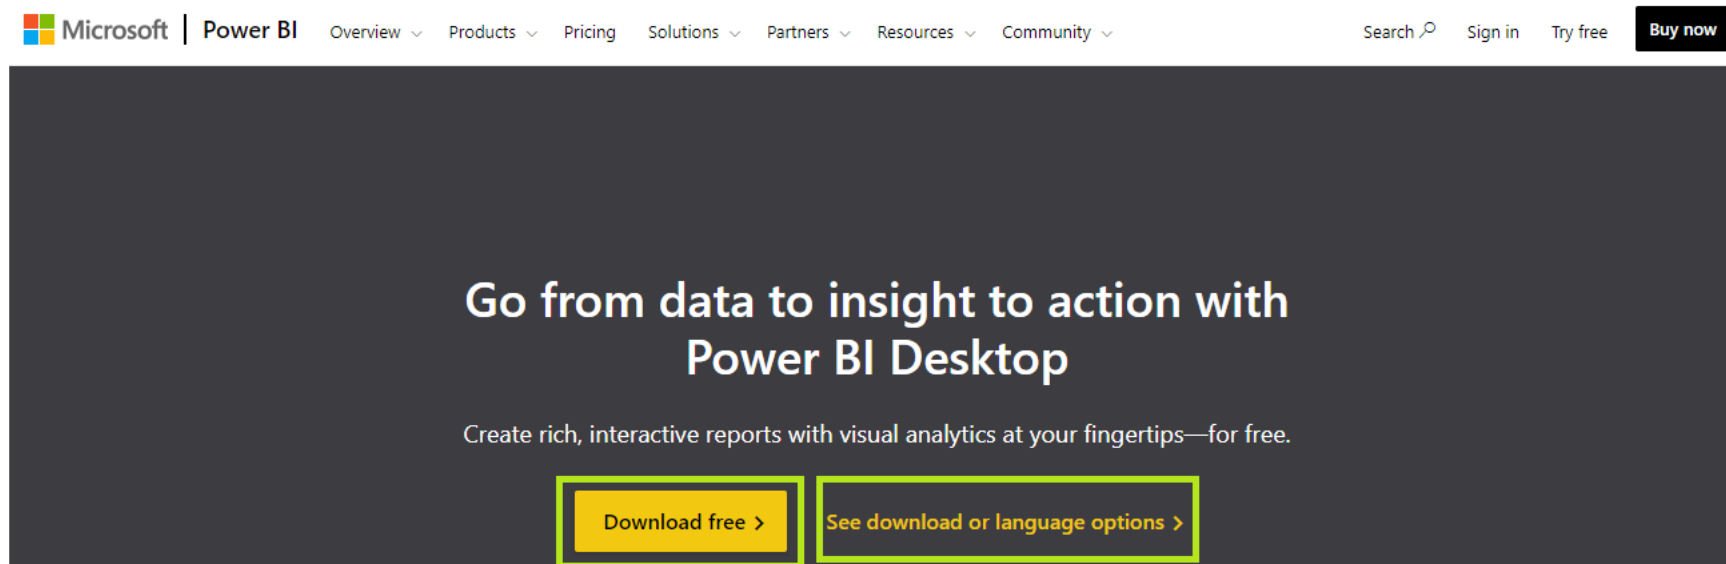 Microsoft | Power BI Overview Products Pricing Solutions Partners Resources Community Search Sign in Try free Buy now
Go from data to insight to action with
Power BI Desktop
Create rich, interactive reports with visual analytics at your fingertips—for free.
Download free > See download or language options >